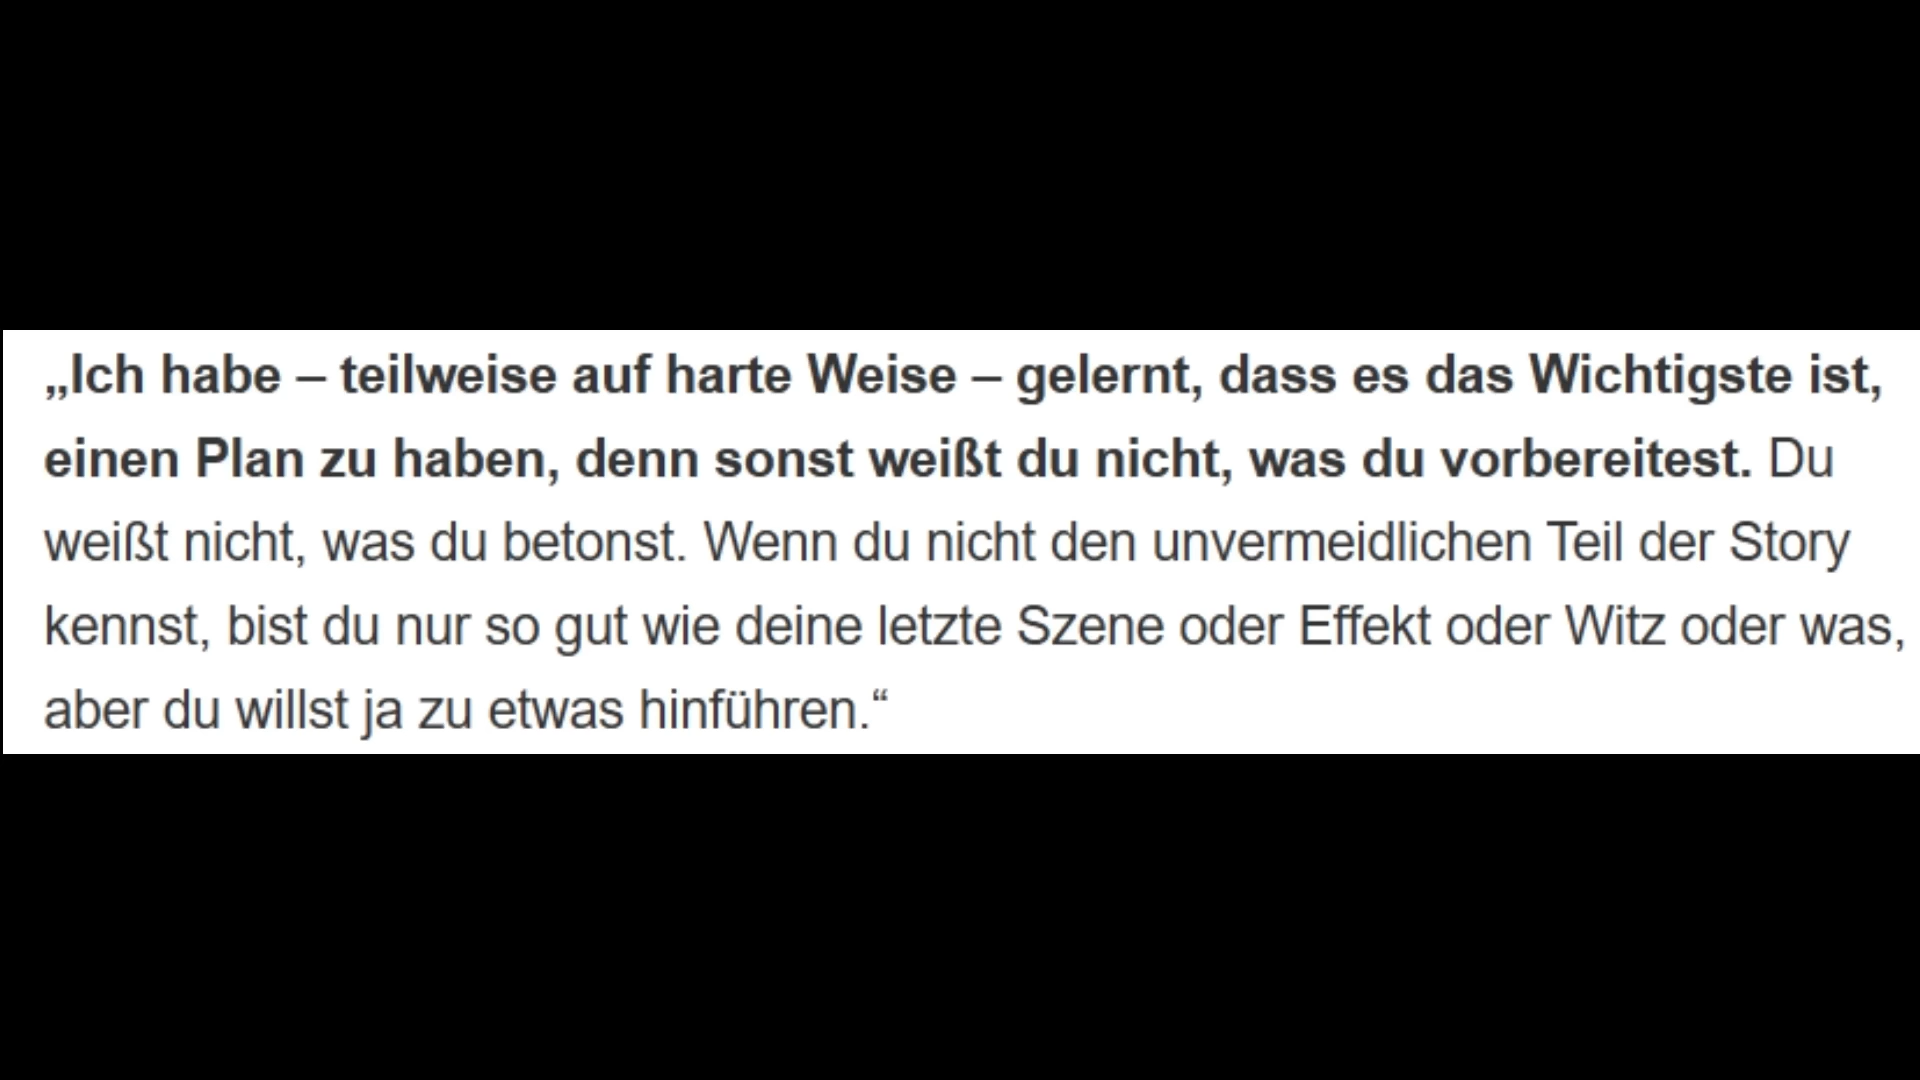 „Ich habe – teilweise auf harte Weise – gelernt, dass es das Wichtigste ist,
einen Plan zu haben, denn sonst weißt du nicht, was du vorbereitest. Du
weißt nicht, was du betonst. Wenn du nicht den unvermeidlichen Teil der Story
kennst, bist du nur so gut wie deine letzte Szene oder Effekt oder Witz oder was,
aber du willst ja zu etwas hinführen.“